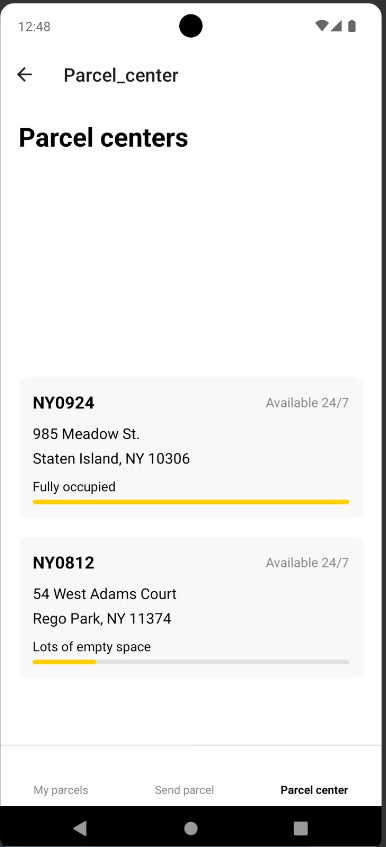 12:48
Parcel_center
Parcel centers
NY0924
Available 24/7
985 Meadow St.
Staten Island, NY 10306
Fully occupied
NY0812
Available 24/7
54 West Adams Court
Rego Park, NY 11374
Lots of empty space
My parcels
Send parcel
Parcel center